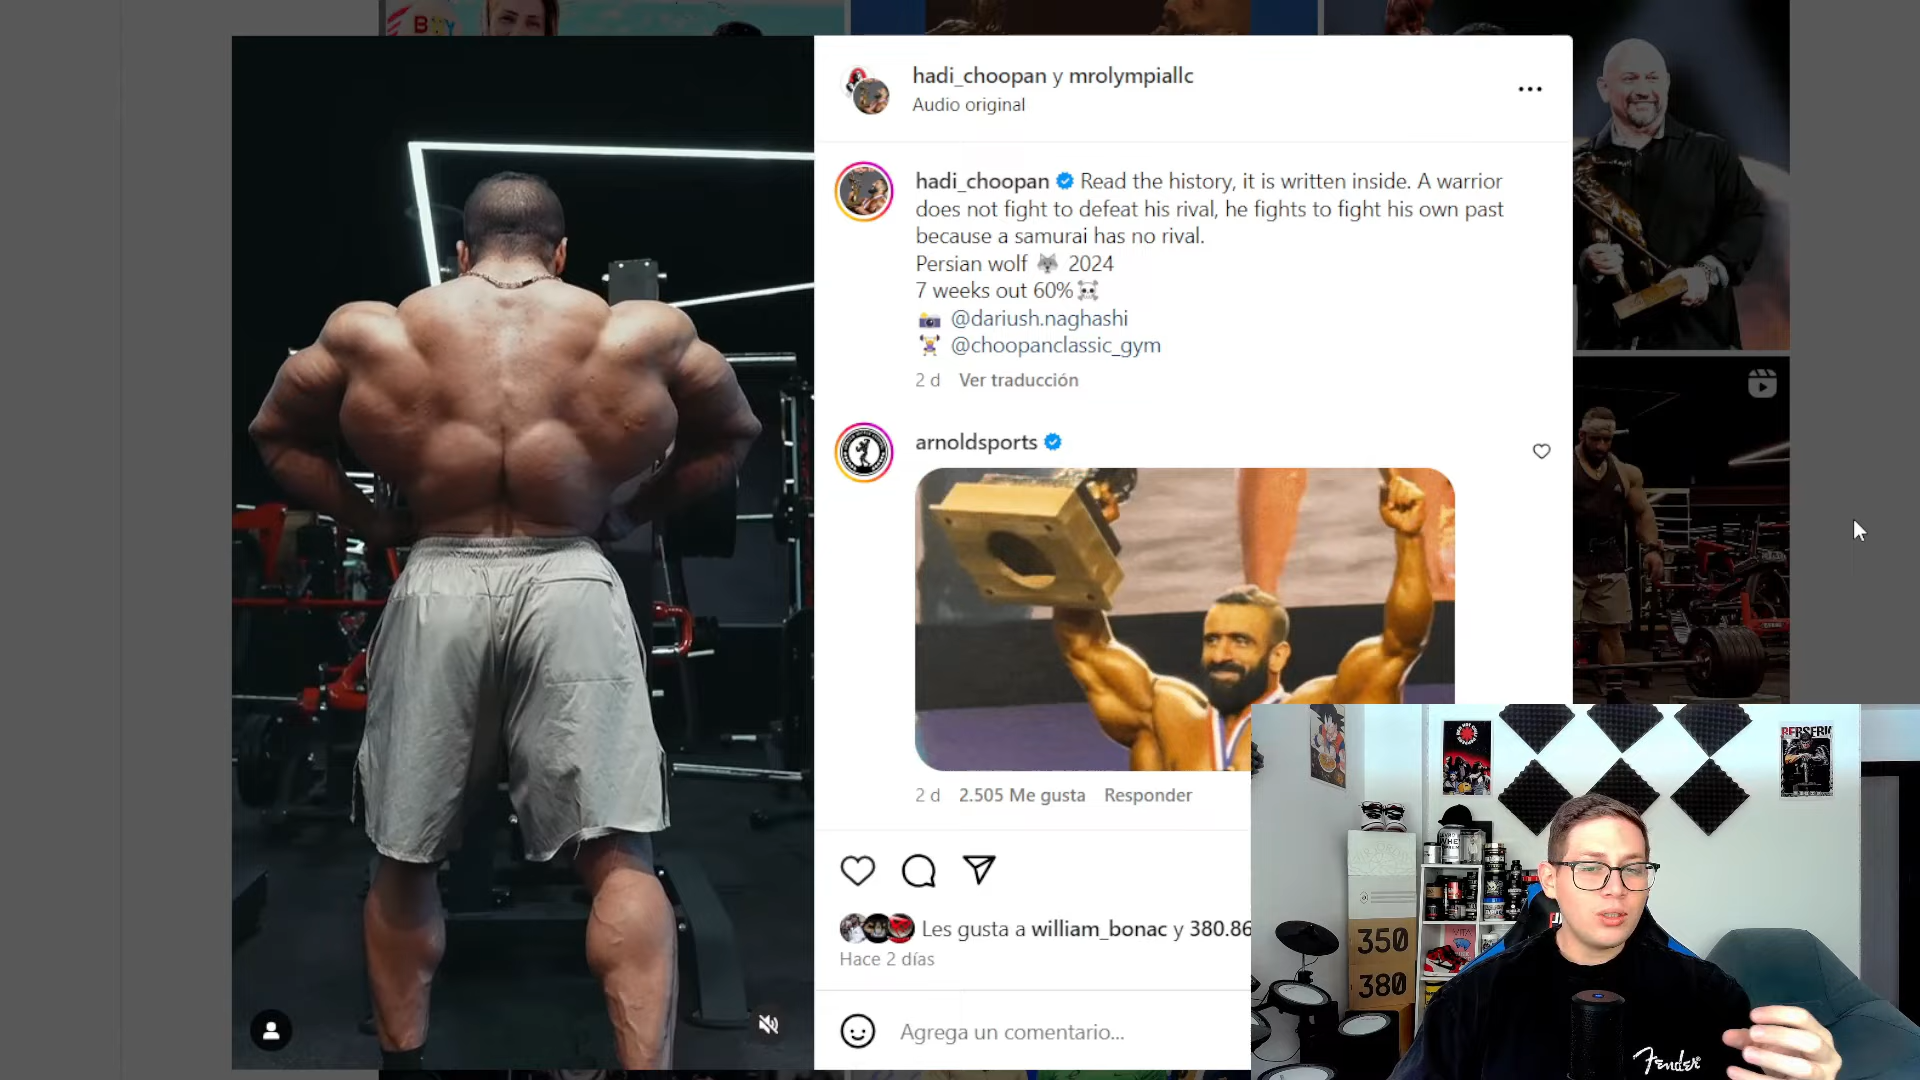 hadi_choopan y mrolympiallc
Audio original
hadi_choopan Read the history, it is written inside. A warrior
does not fight to defeat his rival, he fights to fight his own past
because a samurai has no rival.
Persian wolf 🐺 2024
7 weeks out 60%☠️
📸 @dariush.naghashi
🏋️ @choopanclassic_gym
2 d Ver traducción
arnoldsports
2 d 2.505 Me gusta Responder
Les gusta a william_bonac y 380.86
Hace 2 días
Agrega un comentario...
350
380
Fender